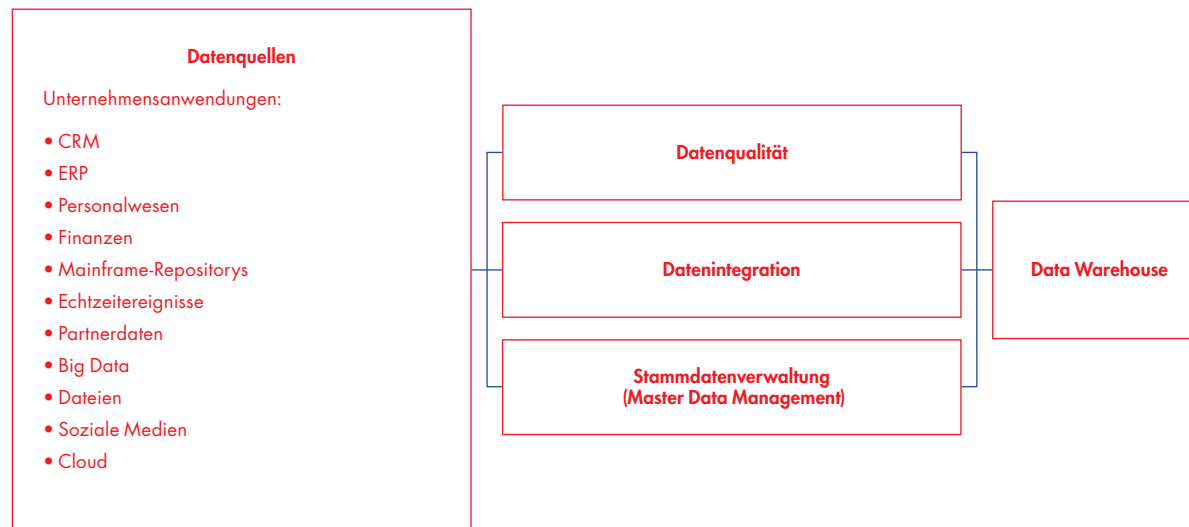 Datenquellen
Unternehmensanwendungen:
• CRM
• ERP
• Personalwesen
• Finanzen
• Mainframe-Repositorys
• Echtzeitereignisse
• Partnerdaten
• Big Data
• Dateien
• Soziale Medien
• Cloud
Datenqualität
Datenintegration
Stammdatenverwaltung
(Master Data Management)
Data Warehouse